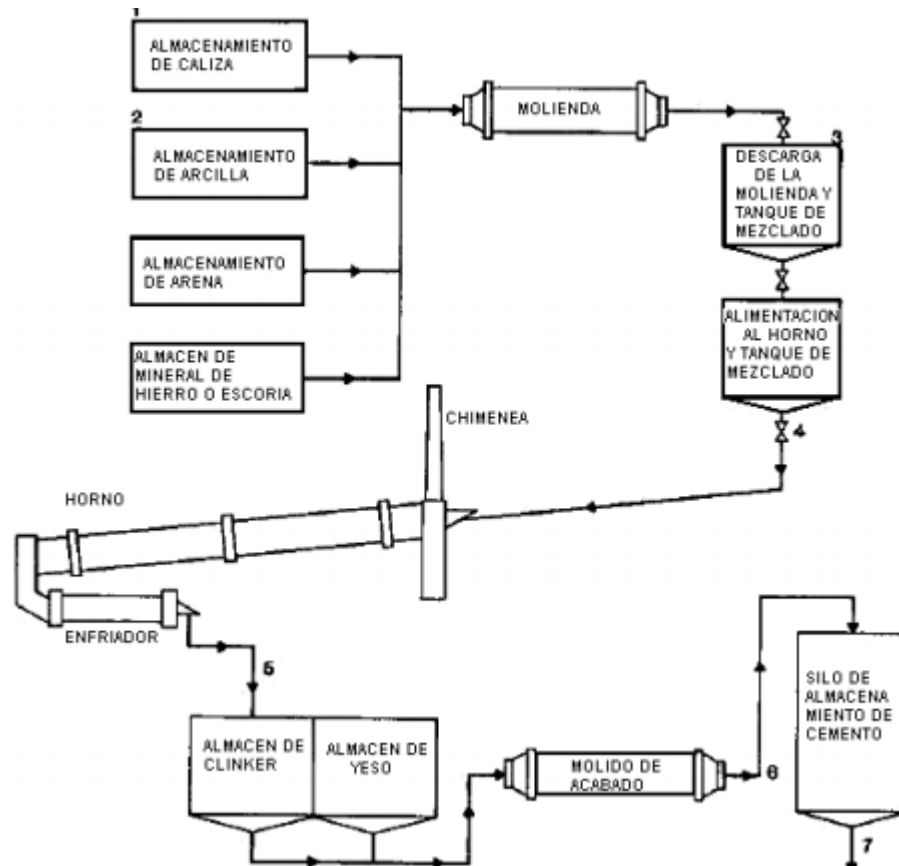 1
ALMACENAMIENTO
DE CALIZA
2
ALMACENAMIENTO
DE ARCILLA
ALMACENAMIENTO
DE ARENA
ALMACEN DE
MINERAL DE
HIERRO O ESCORIA
MOLIENDA
3
DESCARGA
DE LA
MOLIENDA Y
TANQUE DE
MEZCLADO
ALIMENTACION
AL HORNO
Y TANQUE DE
MEZCLADO
4
CHIMENEA
HORNO
ENFRIADOR
5
ALMACEN DE
CLINKER
ALMACEN DE
YESO
MOLIDO DE
ACABADO
6
SILO DE
ALMACENA
MIENTO DE
CEMENTO
7